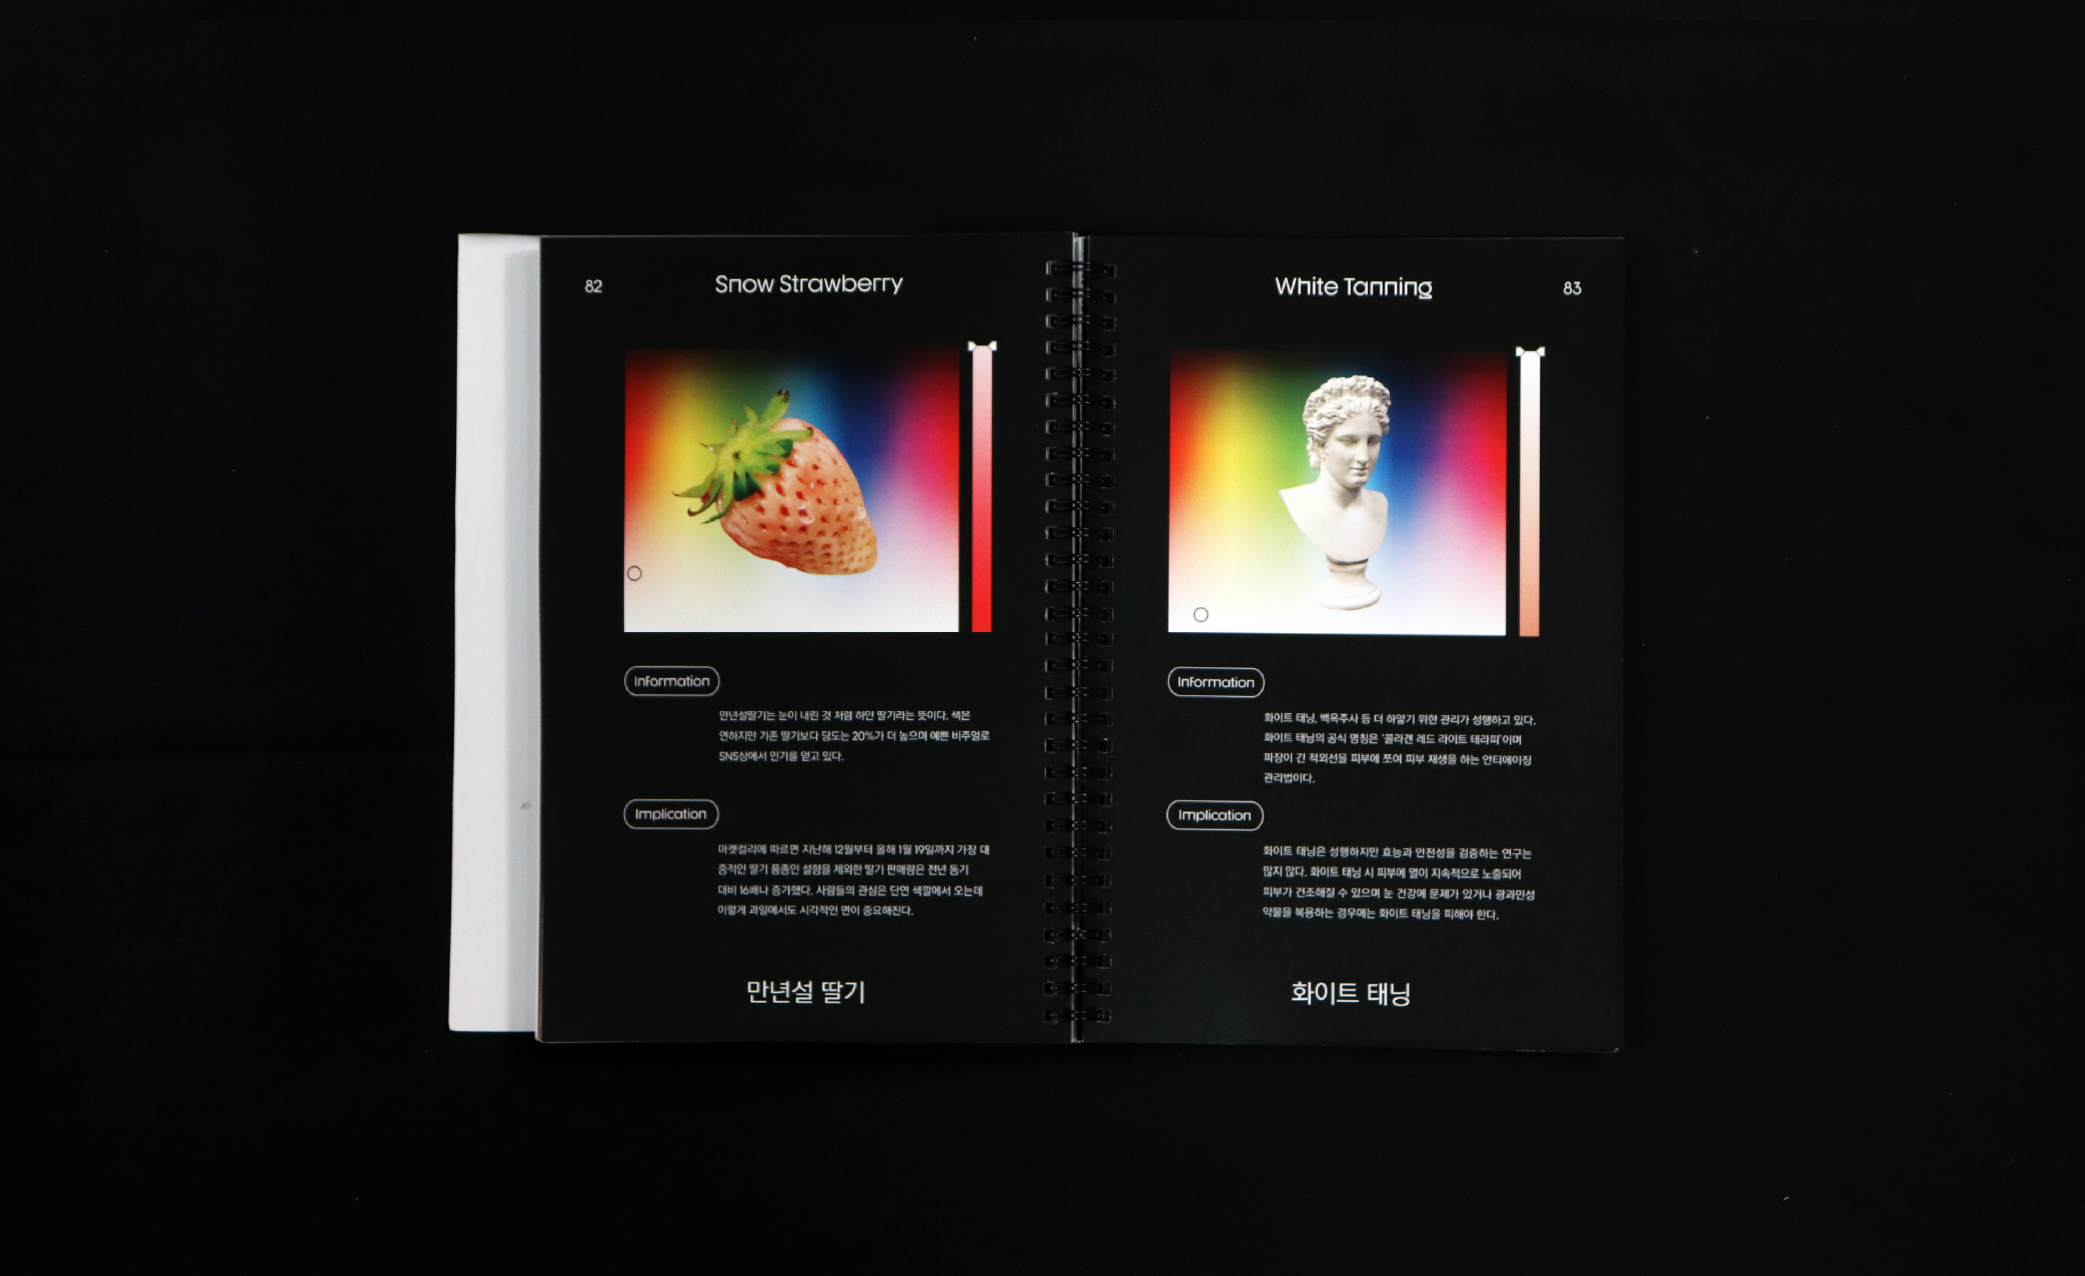 82
Snow Strawberry
Information
만년설딸기는 눈이 내린 것 처럼 하얀 딸기라는 뜻이다. 색은
연하지만 기존 딸기보다 당도는 20%가 더 높으며 예쁜 비주얼로
SNS상에서 인기를 얻고 있다.
Implication
마켓컬리에 따르면 지난해 12월부터 올해 1월 19일까지 가장 대
중적인 딸기 품종인 설향을 제외한 딸기 판매량은 전년 동기
대비 16배나 증가했다. 사람들의 관심은 단연 색깔에서 오는데
이렇게 과일에서도 시각적인 면이 중요해진다.
만년설 딸기
White Tanning
83
Information
화이트 태닝, 백옥주사 등 더 하얗기 위한 관리가 성행하고 있다.
화이트 태닝의 공식 명칭은 '콜라겐 레드 라이트 테라피'이며
파장이 긴 적외선을 피부에 쪼여 피부 재생을 하는 안티에이징
관리법이다.
Implication
화이트 태닝은 성행하지만 효능과 안전성을 검증하는 연구는
많지 않다. 화이트 태닝 시 피부에 열이 지속적으로 노출되어
피부가 건조해질 수 있으며 눈 건강에 문제가 있거나 광과민성
약물을 복용하는 경우에는 화이트 태닝을 피해야 한다.
화이트 태닝